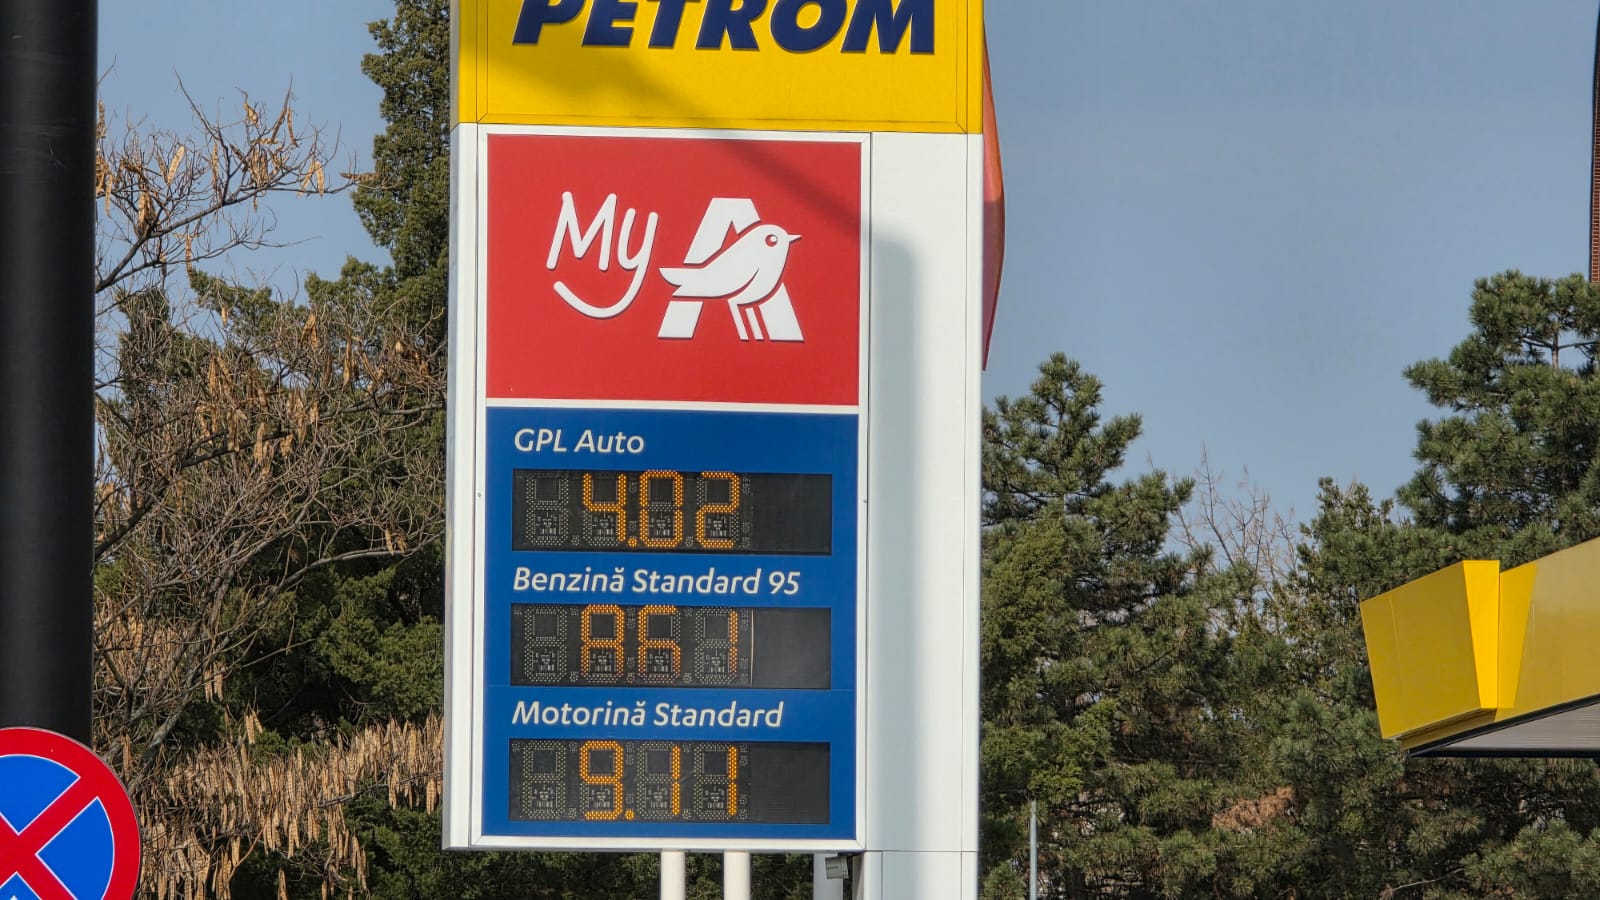 PETROM
My A
GPL Auto
4.02
Benzină Standard 95
8.61
Motorină Standard
9.11